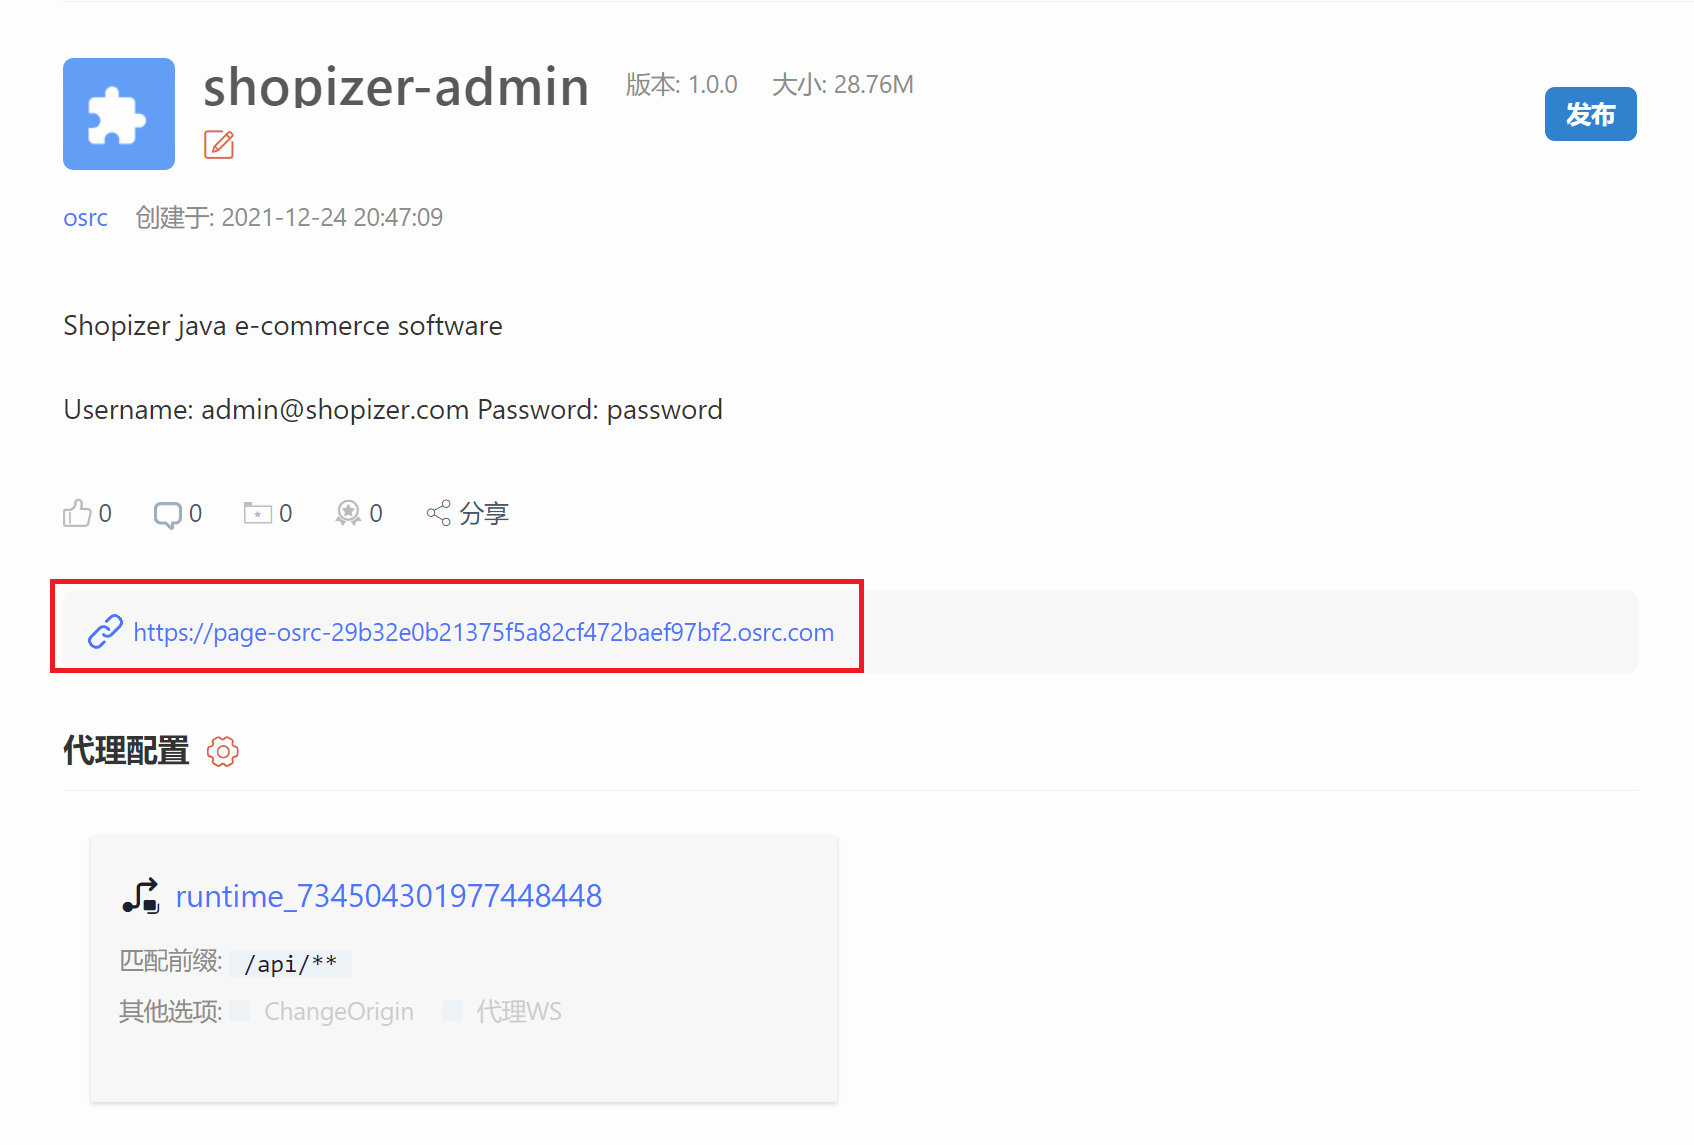 shopizer-admin 版本: 1.0.0 大小: 28.76M
发布
osrc 创建于: 2021-12-24 20:47:09
Shopizer java e-commerce software
Username: admin@shopizer.com Password: password
0 0 0 0 分享
https://page-osrc-29b32e0b21375f5a82cf472baef97bf2.osrc.com
代理配置
runtime_734504301977448448
匹配前缀: /api/**
其他选项: ChangeOrigin 代理WS